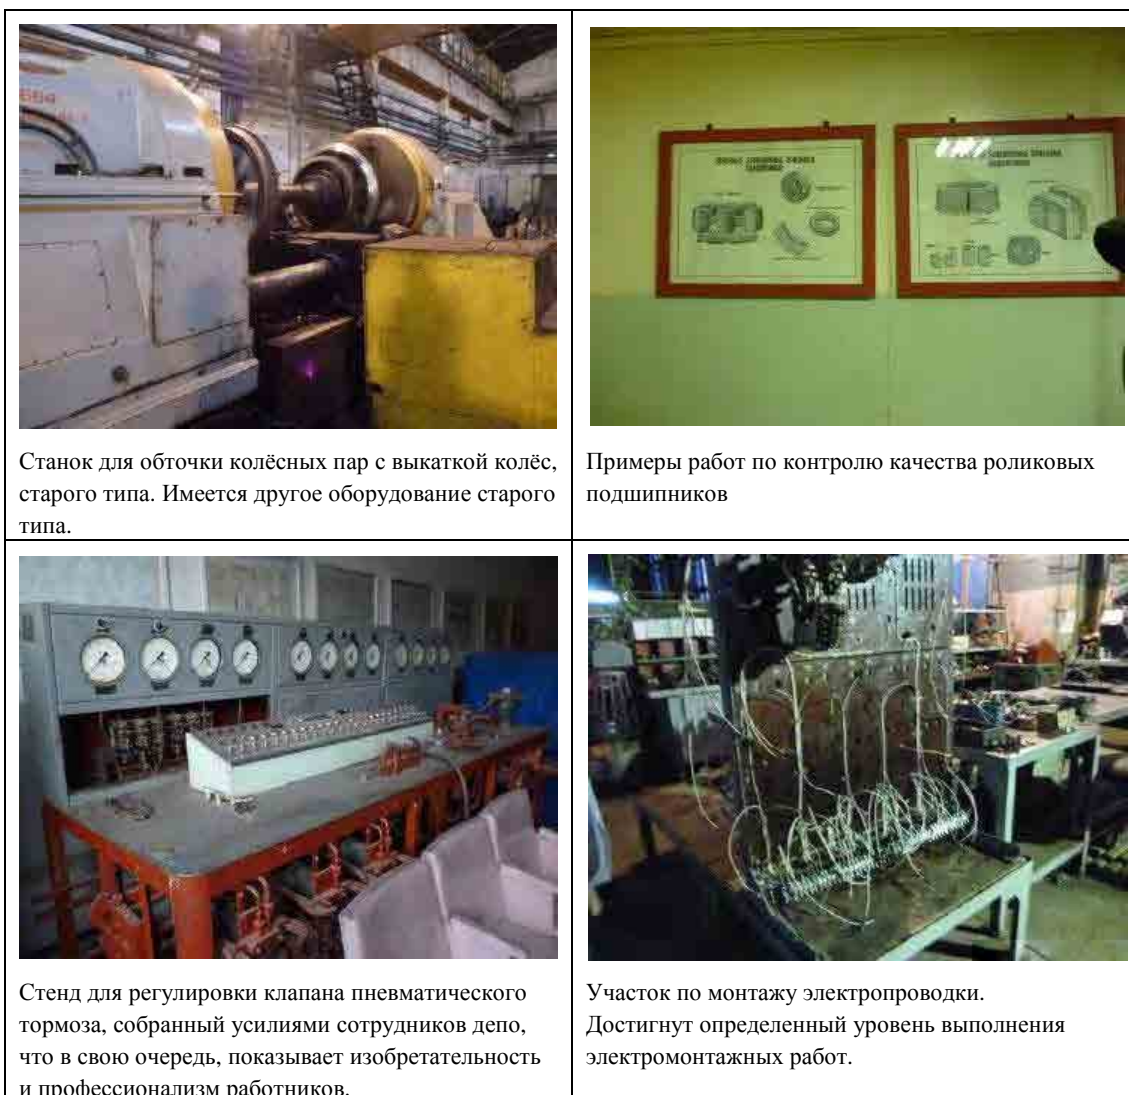 664
Станок для обточки колёсных пар с выкаткой колёс,
старого типа. Имеется другое оборудование старого
типа.
Примеры работ по контролю качества роликовых
подшипников
Стенд для регулировки клапана пневматического
тормоза, собранный усилиями сотрудников депо,
что в свою очередь, показывает изобретательность
и профессионализм работников.
Участок по монтажу электропроводки.
Достигнут определенный уровень выполнения
электромонтажных работ.